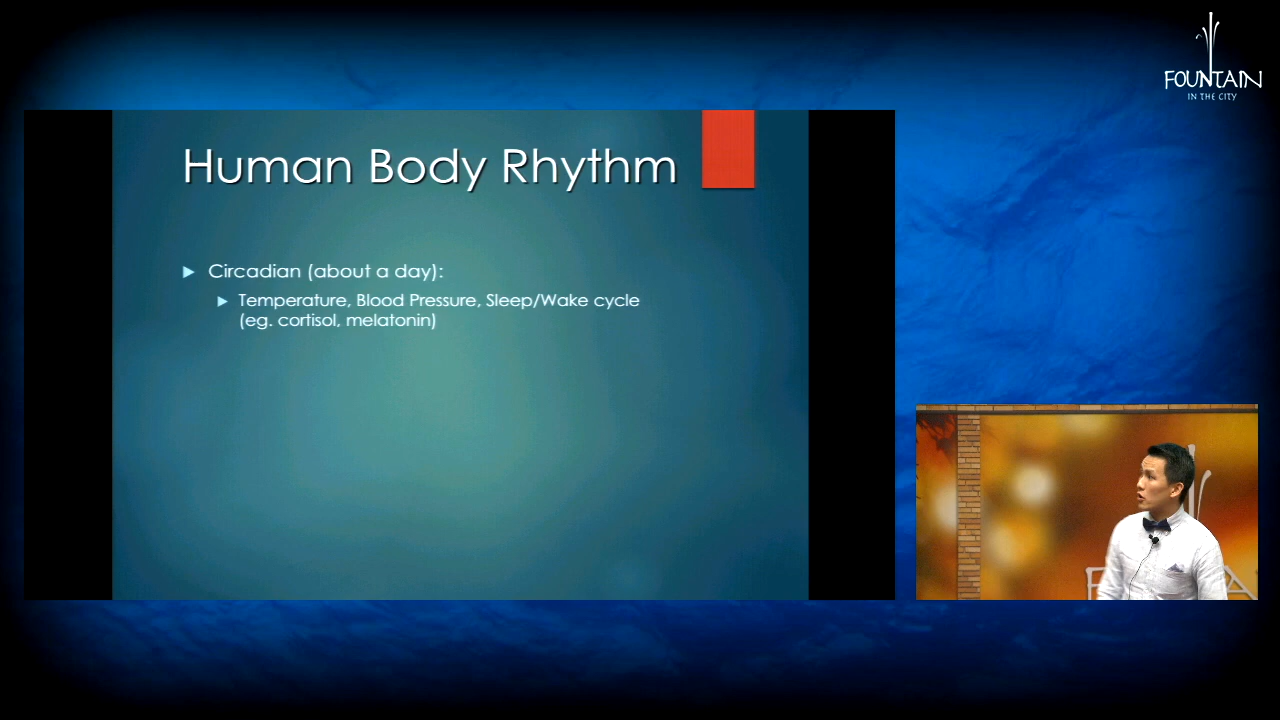 FOUNTAIN
IN THE CITY
Human Body Rhythm
Circadian (about a day):
Temperature, Blood Pressure, Sleep/Wake cycle
(eg. cortisol, melatonin)